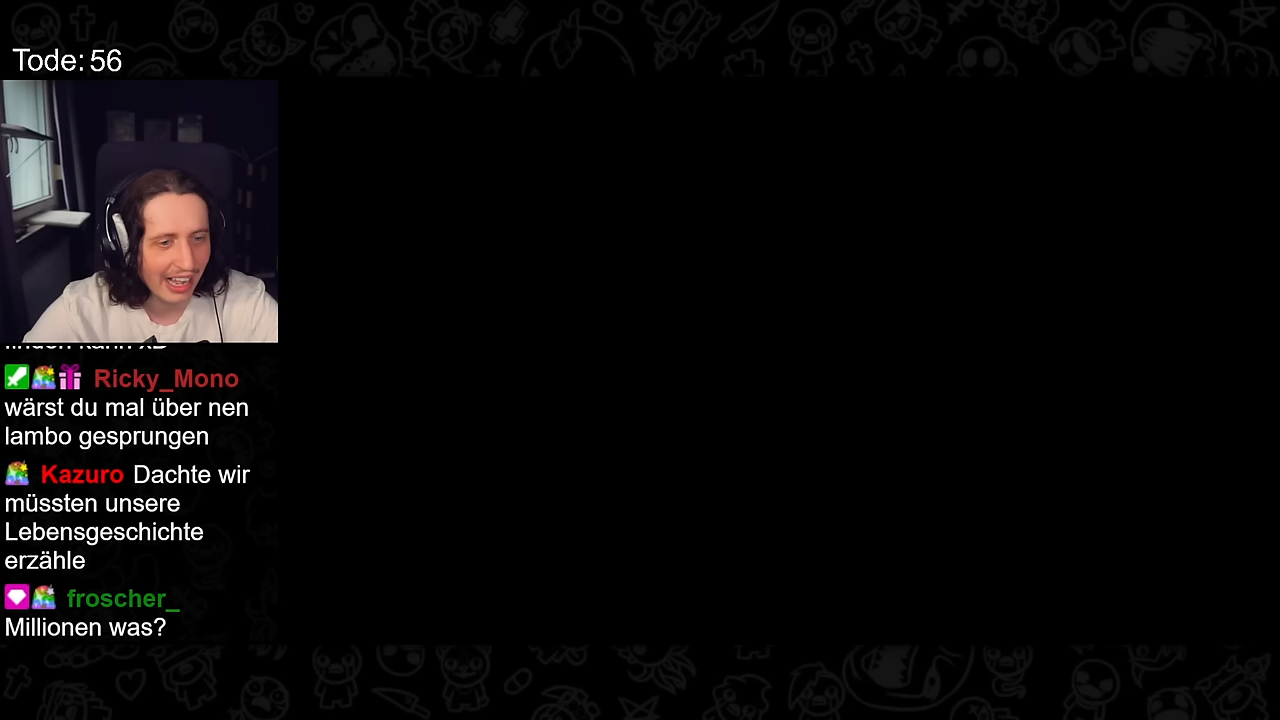 Tode: 56
Ricky_Mono
wärst du mal über nen
lambo gesprungen
Kazuro Dachte wir
müssten unsere
Lebensgeschichte
erzähle
froscher_
Millionen was?